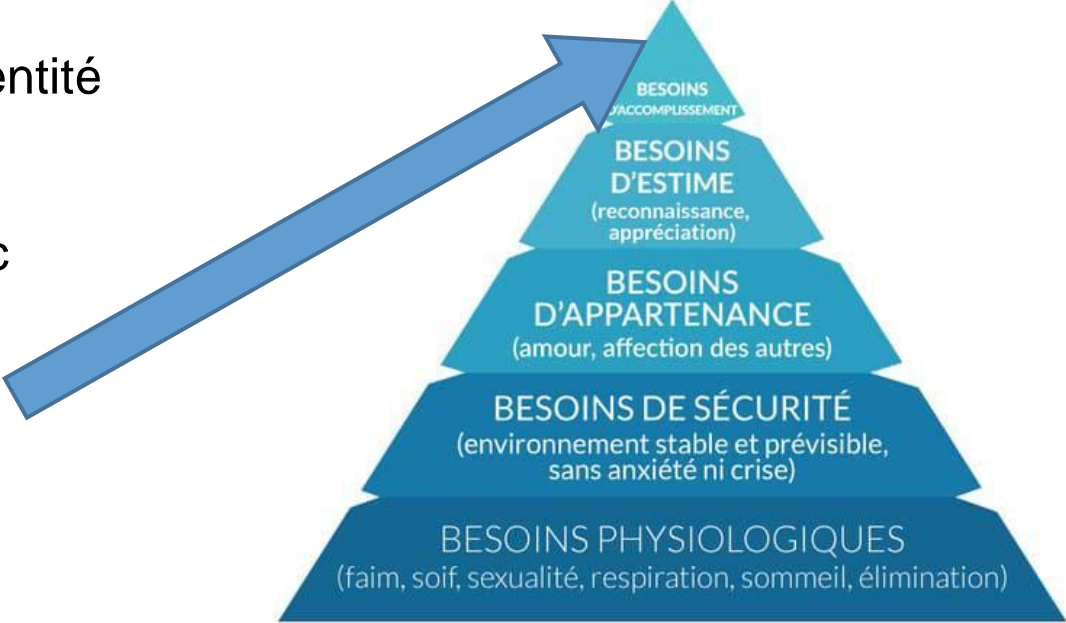 entité
c
BESOINS
D'ACCOMPLISSEMENT
BESOINS
D'ESTIME
(reconnaissance,
appréciation)
BESOINS
D'APPARTENANCE
(amour, affection des autres)
BESOINS DE SÉCURITÉ
(environnement stable et prévisible,
sans anxiété ni crise)
BESOINS PHYSIOLOGIQUES
(faim, soif, sexualité, respiration, sommeil, élimination)